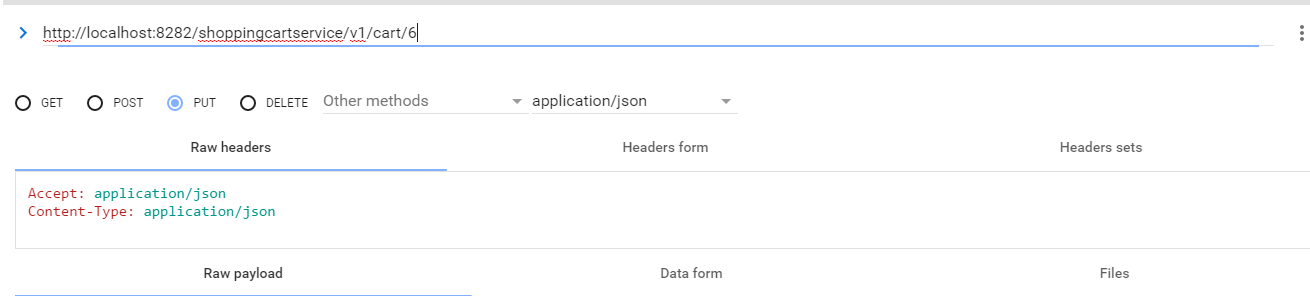 http://localhost:8282/shoppingcartservice/v1/cart/6
GET POST PUT DELETE Other methods application/json
Raw headers Headers form Headers sets
Accept: application/json
Content-Type: application/json
Raw payload Data form Files